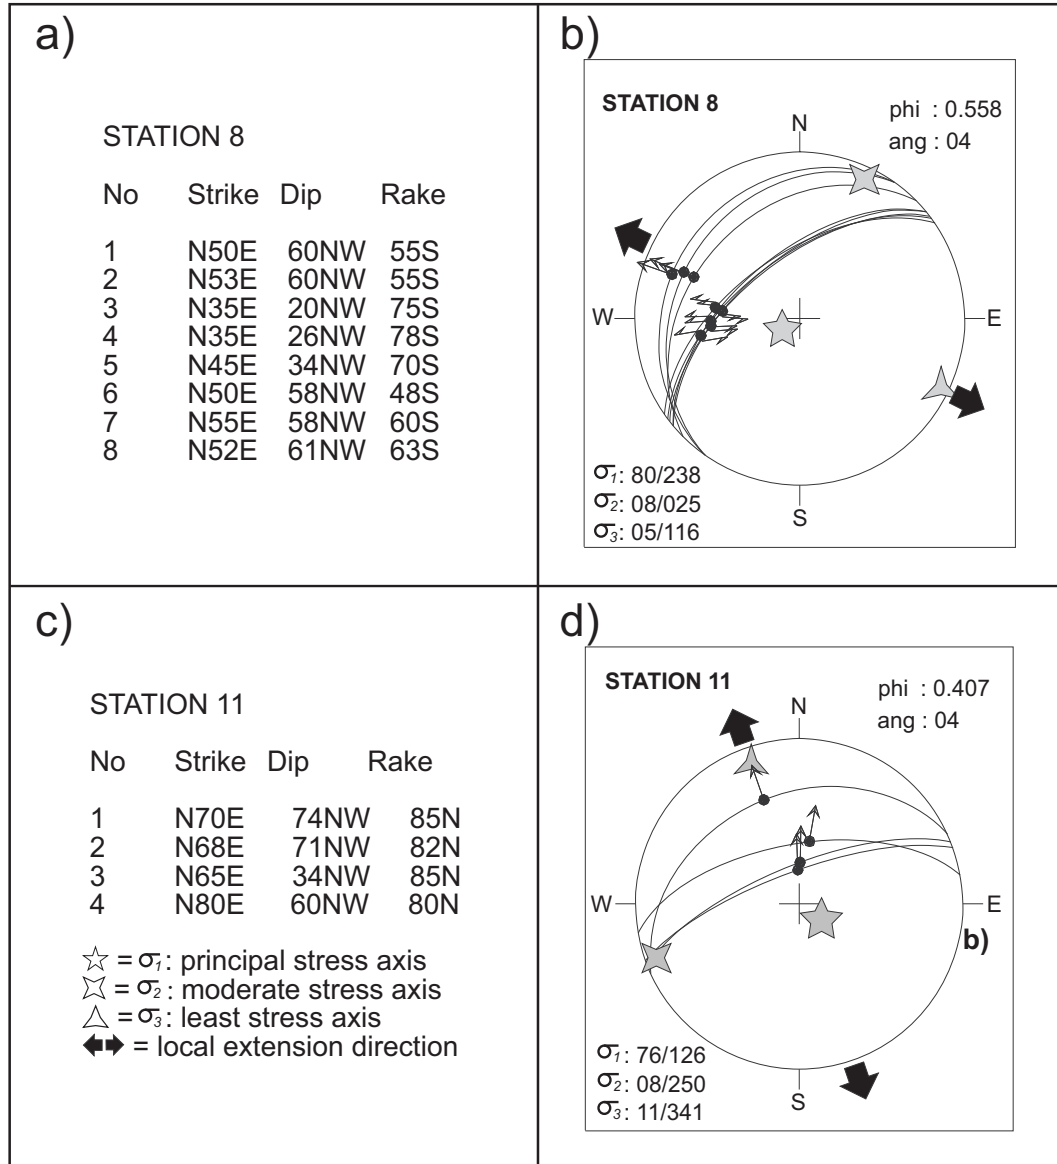 a)
STATION 8
No Strike Dip Rake
1 N50E 60NW 55S
2 N53E 60NW 55S
3 N35E 20NW 75S
4 N35E 26NW 78S
5 N45E 34NW 70S
6 N50E 58NW 48S
7 N55E 58NW 60S
8 N52E 61NW 63S
b)
STATION 8
phi : 0.558
ang : 04
N
W
E
S
σ1: 80/238
σ2: 08/025
σ3: 05/116
c)
STATION 11
No Strike Dip Rake
1 N70E 74NW 85N
2 N68E 71NW 82N
3 N65E 34NW 85N
4 N80E 60NW 80N
= σ1: principal stress axis
= σ2: moderate stress axis
= σ3: least stress axis
= local extension direction
d)
STATION 11
phi : 0.407
ang : 04
N
W
E
b)
S
σ1: 76/126
σ2: 08/250
σ3: 11/341